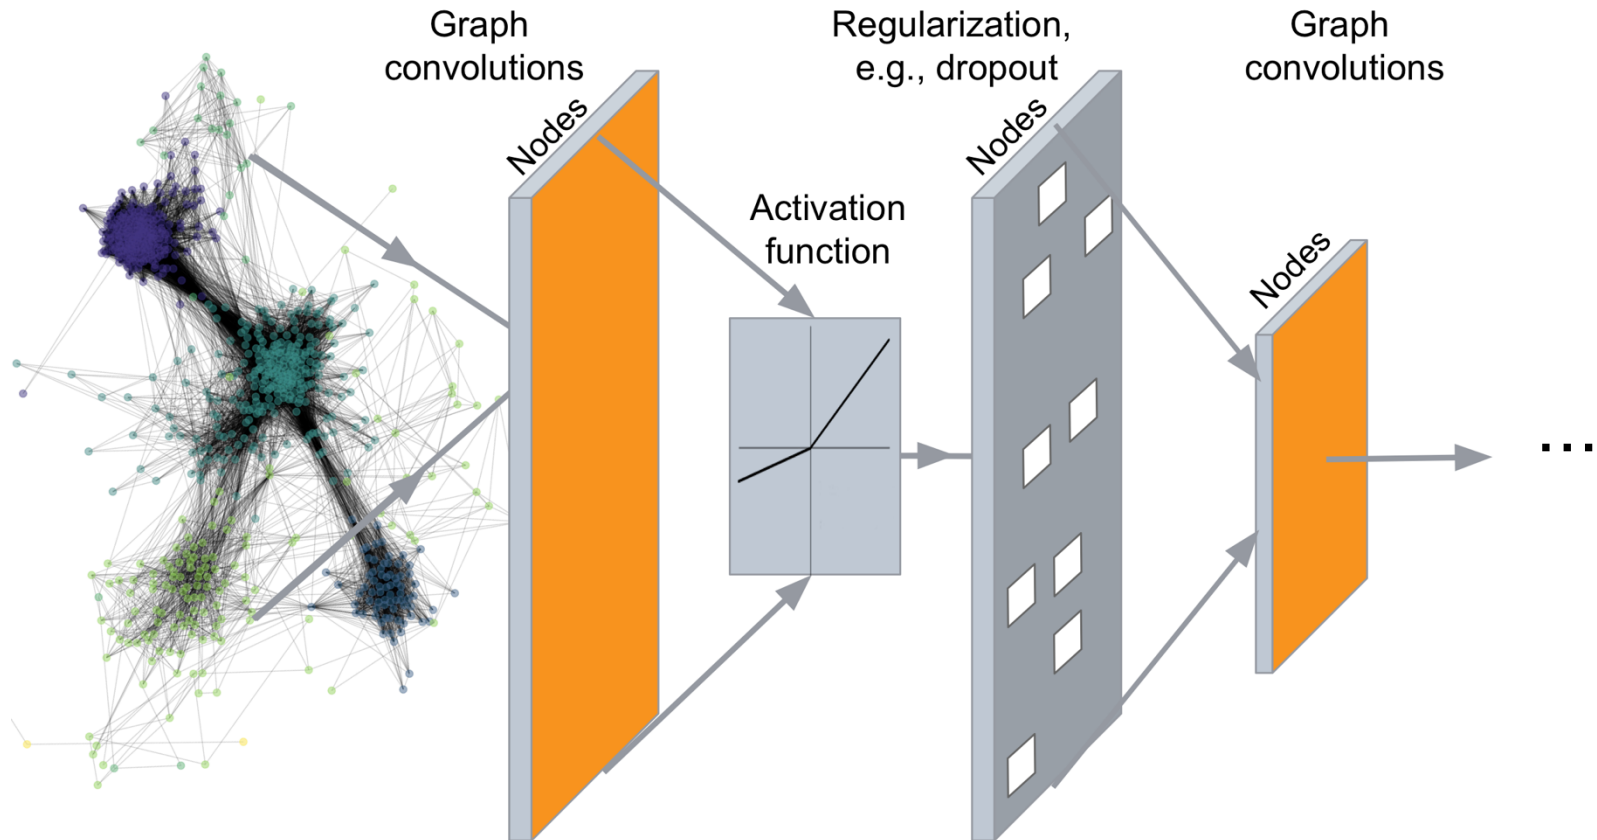 Graph
convolutions
Nodes
Activation
function
Regularization,
e.g., dropout
Nodes
Graph
convolutions
Nodes
...